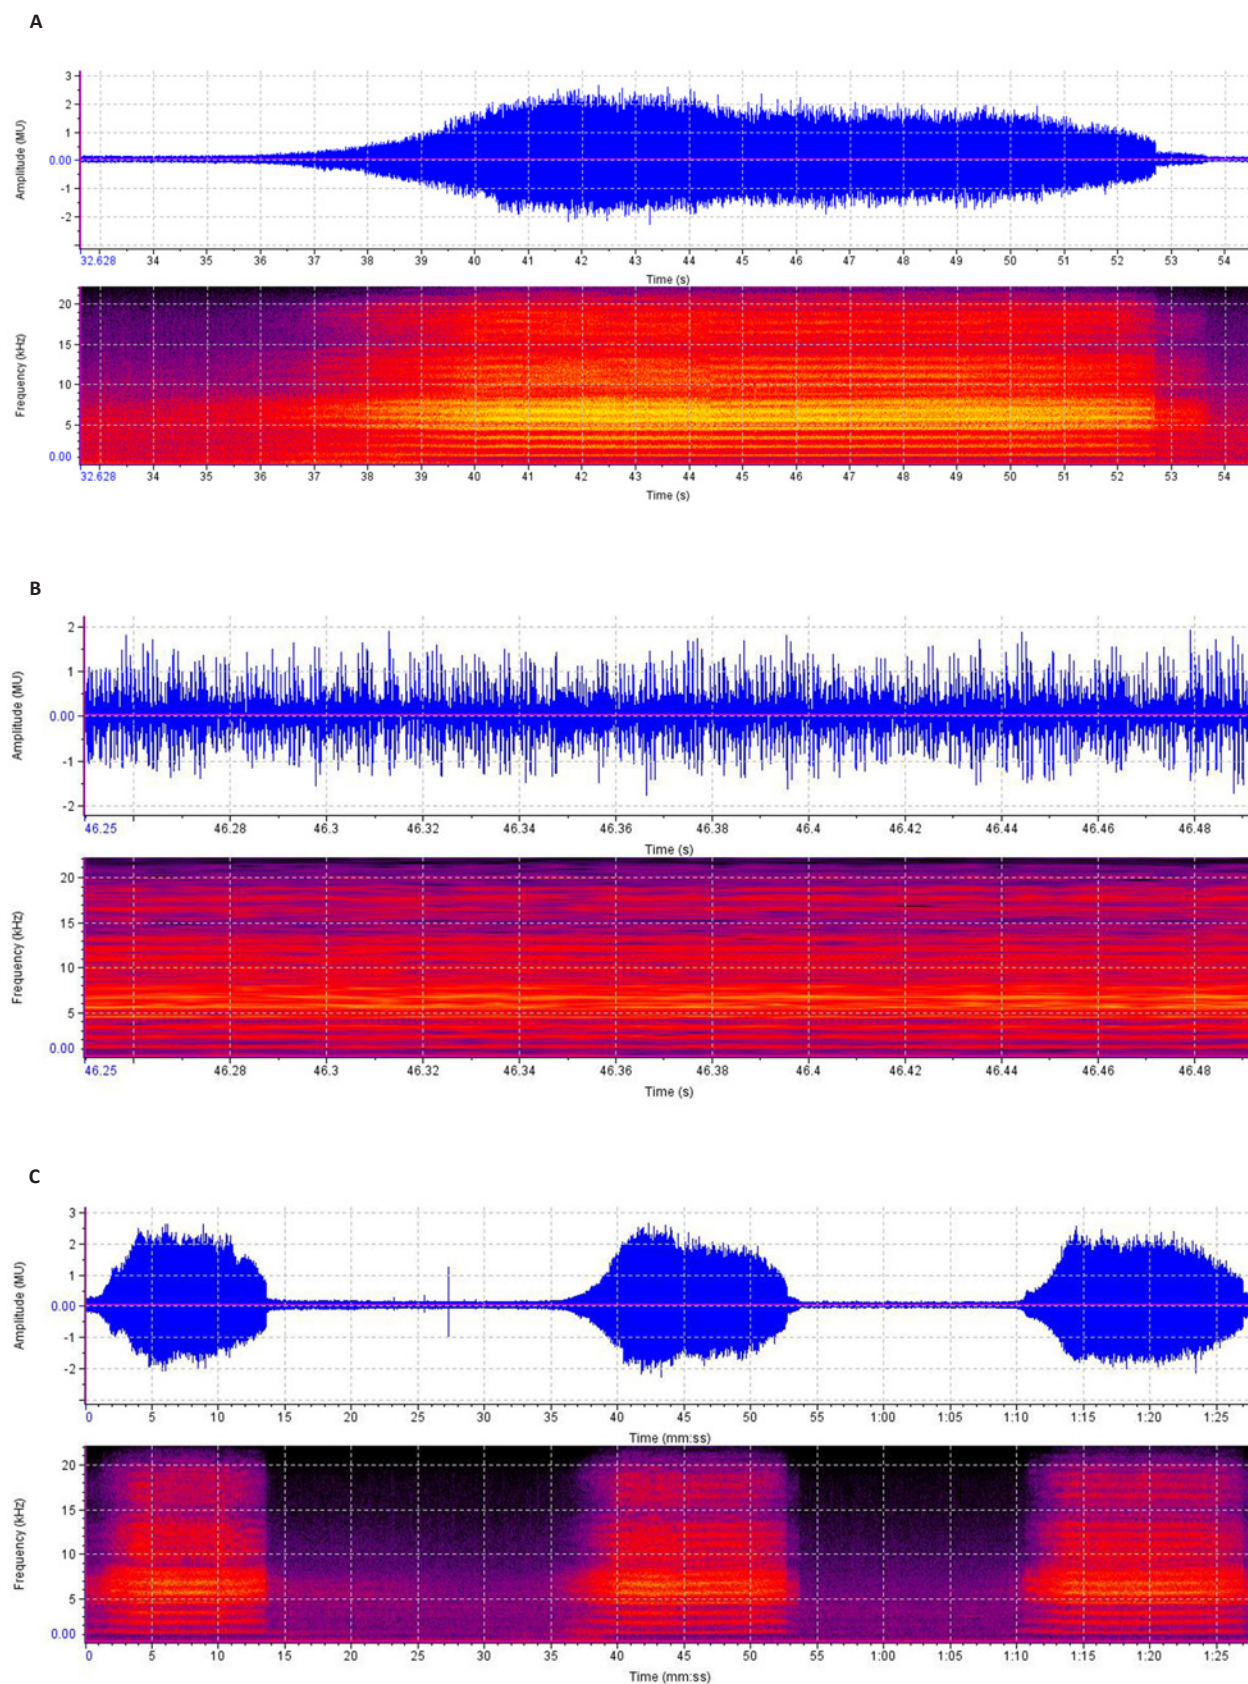 A
Amplitude (MU)
3
2
1
0.00
-1
-2
32.628 34 35 36 37 38 39 40 41 42 43 44 45 46 47 48 49 50 51 52 53 54
Time (s)
Frequency (kHz)
20
15
10
5
0.00
32.628 34 35 36 37 38 39 40 41 42 43 44 45 46 47 48 49 50 51 52 53 54
Time (s)
B
Amplitude (MU)
2
1
0.00
-1
-2
46.25 46.28 46.3 46.32 46.34 46.36 46.38 46.4 46.42 46.44 46.46 46.48
Time (s)
Frequency (kHz)
20
15
10
5
0.00
46.25 46.28 46.3 46.32 46.34 46.36 46.38 46.4 46.42 46.44 46.46 46.48
Time (s)
C
Amplitude (MU)
3
2
1
0.00
-1
-2
0 5 10 15 20 25 30 35 40 45 50 55 1:00 1:05 1:10 1:15 1:20 1:25
Time (mm:ss)
Frequency (kHz)
20
15
10
5
0.00
0 5 10 15 20 25 30 35 40 45 50 55 1:00 1:05 1:10 1:15 1:20 1:25
Time (mm:ss)